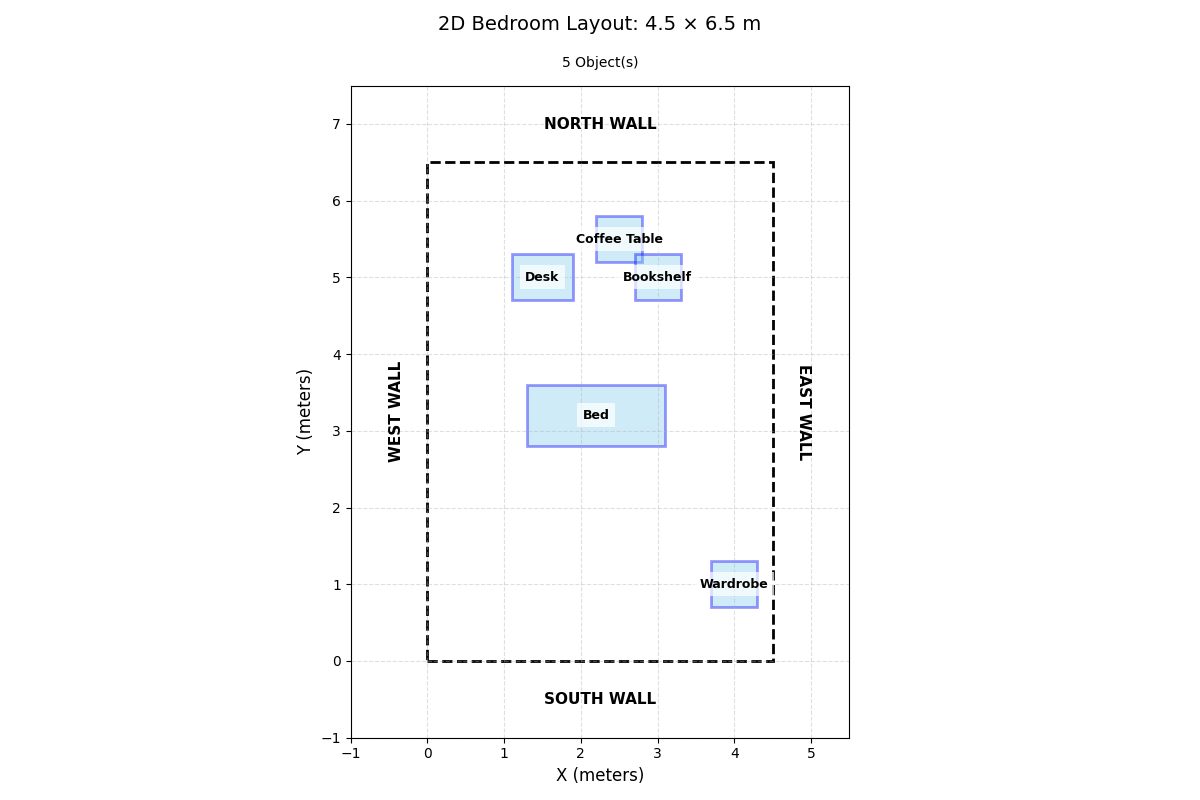 2D Bedroom Layout: 4.5 × 6.5 m
5 Object(s)
NORTH WALL
Coffee Table
Desk
Bookshelf
Bed
Wardrobe
WEST WALL
EAST WALL
SOUTH WALL
Y (meters)
7
6
5
4
3
2
1
0
−1
−1 0 1 2 3 4 5
X (meters)